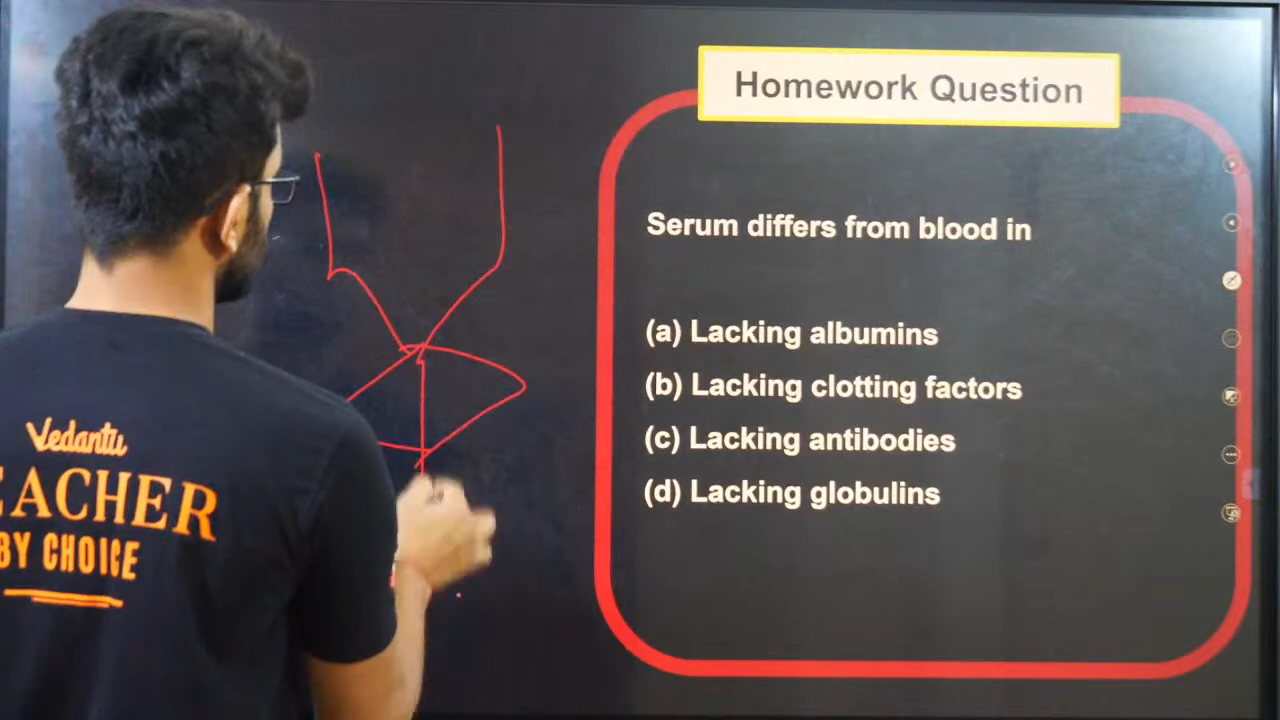 Homework Question
Serum differs from blood in
(a) Lacking albumins
(b) Lacking clotting factors
(c) Lacking antibodies
(d) Lacking globulins
Vedantu
EACHER
BY CHOICE